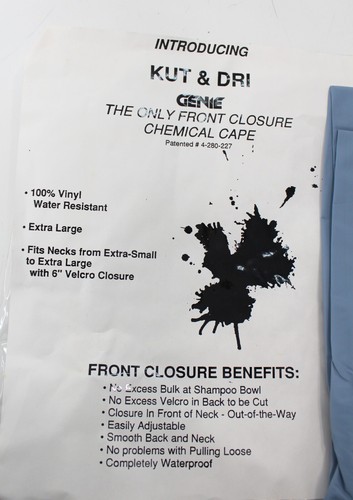 INTRODUCING
KUT & DRI
GENIE
THE ONLY FRONT CLOSURE
CHEMICAL CAPE
Patented # 4-280-227
• 100% Vinyl
Water Resistant
• Extra Large
• Fits Necks from Extra-Small
to Extra Large
with 6" Velcro Closure
FRONT CLOSURE BENEFITS:
• No Excess Bulk at Shampoo Bowl
• No Excess Velcro in Back to be Cut
• Closure In Front of Neck - Out-of-the-Way
• Easily Adjustable
• Smooth Back and Neck
• No problems with Pulling Loose
• Completely Waterproof